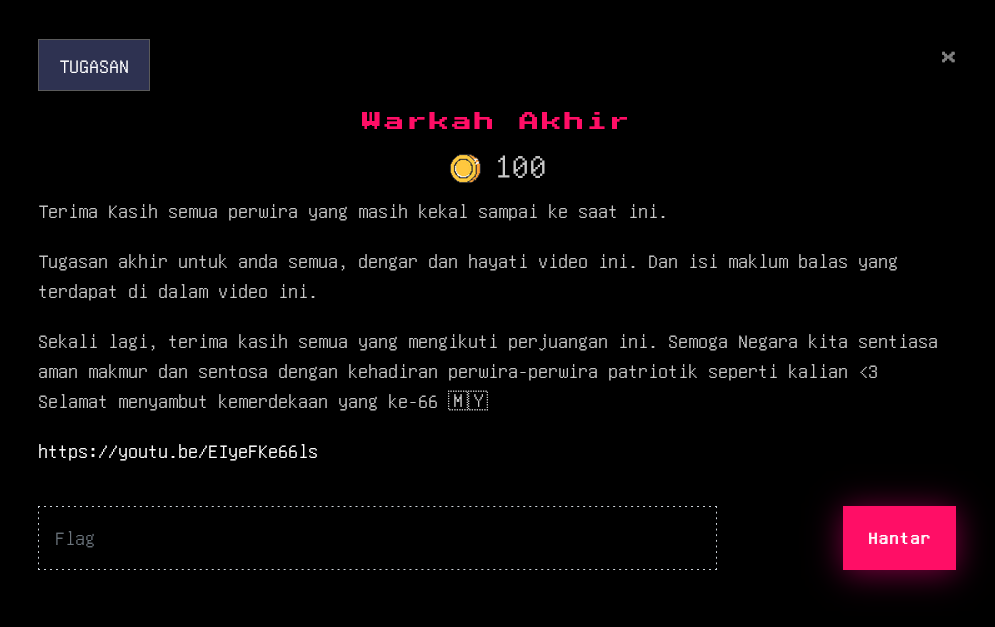 TUGASAN
×
Warkah Akhir
100
Terima Kasih semua perwira yang masih kekal sampai ke saat ini.
Tugasan akhir untuk anda semua, dengar dan hayati video ini. Dan isi maklum balas yang
terdapat di dalam video ini.
Sekali lagi, terima kasih semua yang mengikuti perjuangan ini. Semoga Negara kita sentiasa
aman makmur dan sentosa dengan kehadiran perwira-perwira patriotik seperti kalian <3
Selamat menyambut kemerdekaan yang ke-66 🇲🇾
https://youtu.be/EIyeFKe66ls
Flag
Hantar